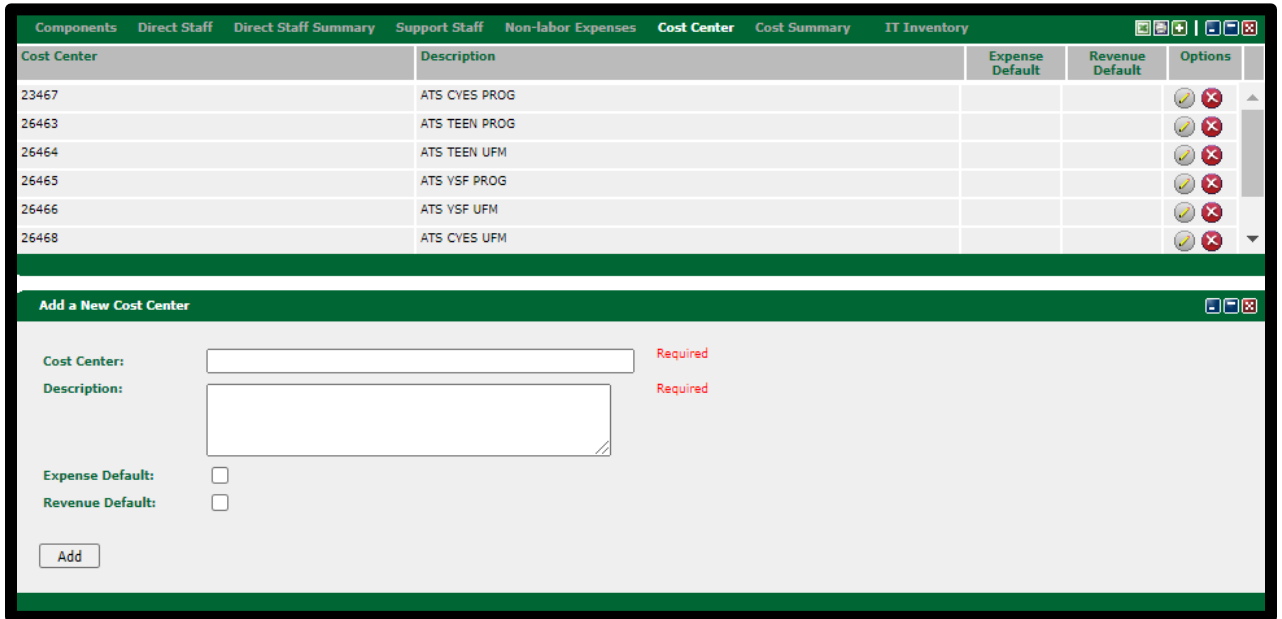 Components Direct Staff Direct Staff Summary Support Staff Non-labor Expenses Cost Center Cost Summary IT Inventory
Cost Center Description Expense Default Revenue Default Options
23467 ATS CYES PROG
26463 ATS TEEN PROG
26464 ATS TEEN UFM
26465 ATS YSF PROG
26466 ATS YSF UFM
26468 ATS CYES UFM
Add a New Cost Center
Cost Center: Required
Description: Required
Expense Default:
Revenue Default:
Add